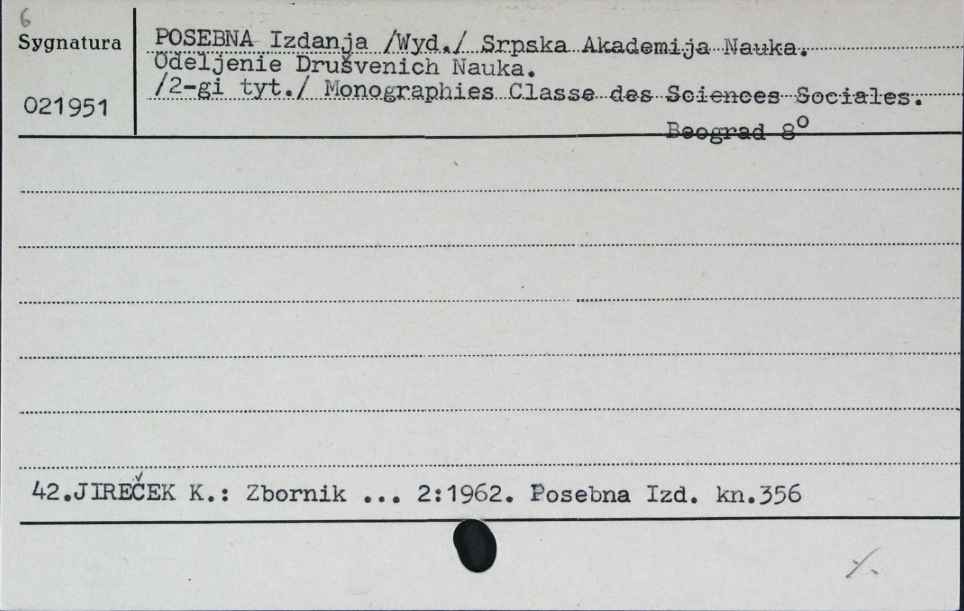 6
Sygnatura
021951
POSEBNA Izdanja /Wyd./ Srpska Akademija Nauka.
Odeljenie Drušvenich Nauka.
/2-gi tyt./ Monographies Classe des Sciences Sociales.
Beograd 8°
42.JIREČEK K.: Zbornik ... 2:1962. Posebna Izd. kn.356